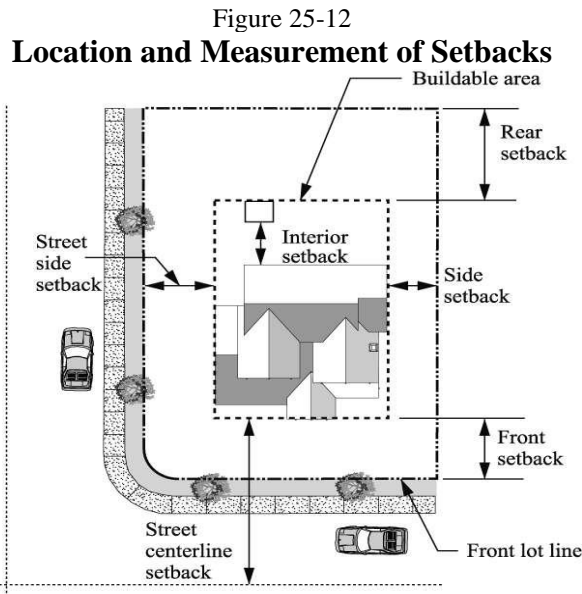 Figure 25-12
Location and Measurement of Setbacks
Buildable area
Rear
setback
Interior
setback
Street
side
setback
Side
setback
Front
setback
Street
centerline
setback
Front lot line